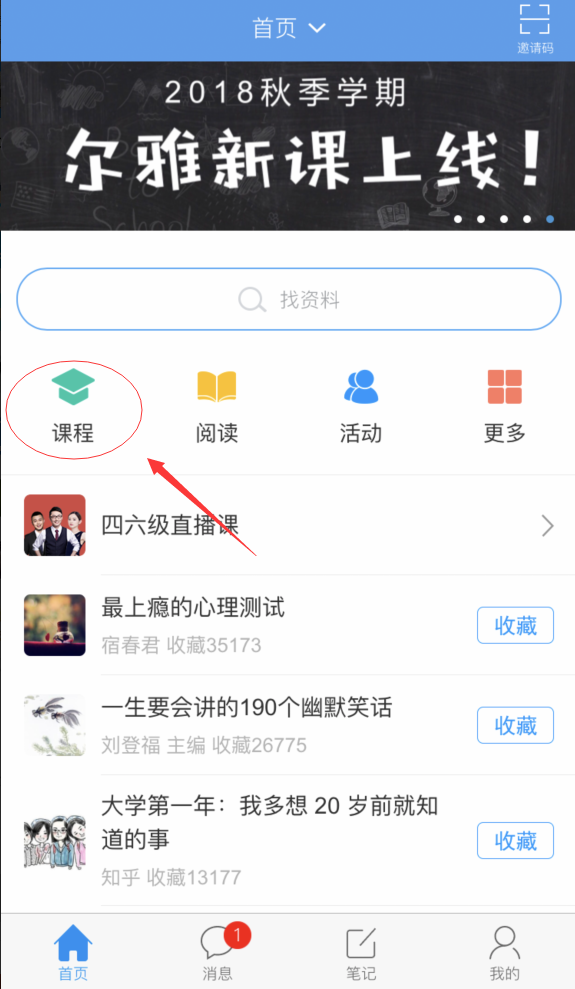 首页
邀请码
2018秋季学期
尔雅新课上线!
找资料
课程
阅读
活动
更多
四六级直播课
最上瘾的心理测试
宿春君 收藏35173
收藏
一生要会讲的190个幽默笑话
刘登福 主编 收藏26775
收藏
大学第一年：我多想 20 岁前就知
道的事
知乎 收藏13177
收藏
1
首页
消息
笔记
我的